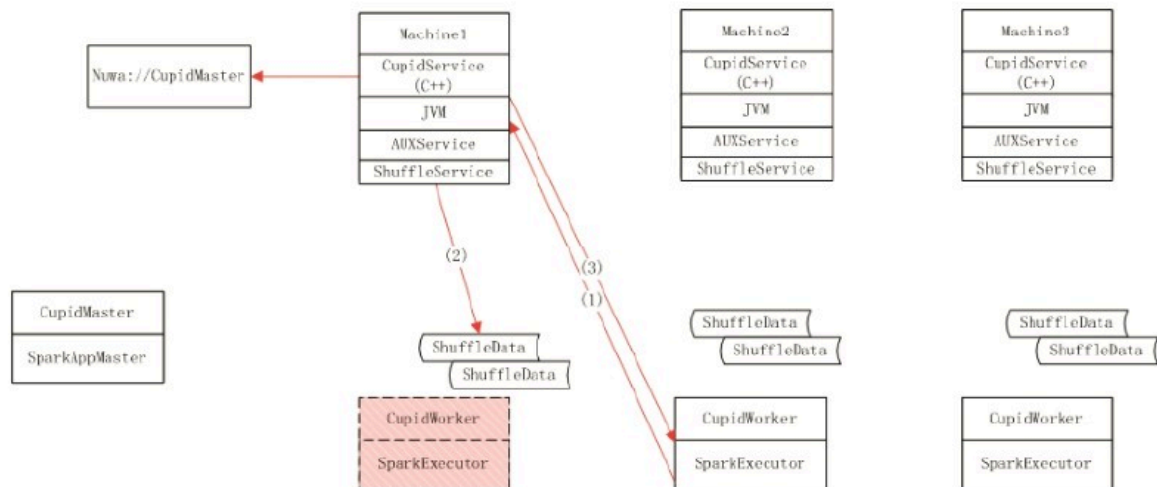 Machine1
Machine2
Machine3
Nuwa://CupidMaster
CupidService
(C++)
CupidService
(C++)
CupidService
(C++)
JVM
JVM
JVM
AUXService
AUXService
AUXService
ShuffleService
ShuffleService
ShuffleService
(2)
(3)
(1)
CupidMaster
SparkAppMaster
ShuffleData
ShuffleData
ShuffleData
ShuffleData
ShuffleData
ShuffleData
CupidWorker
CupidWorker
CupidWorker
SparkExecutor
SparkExecutor
SparkExecutor